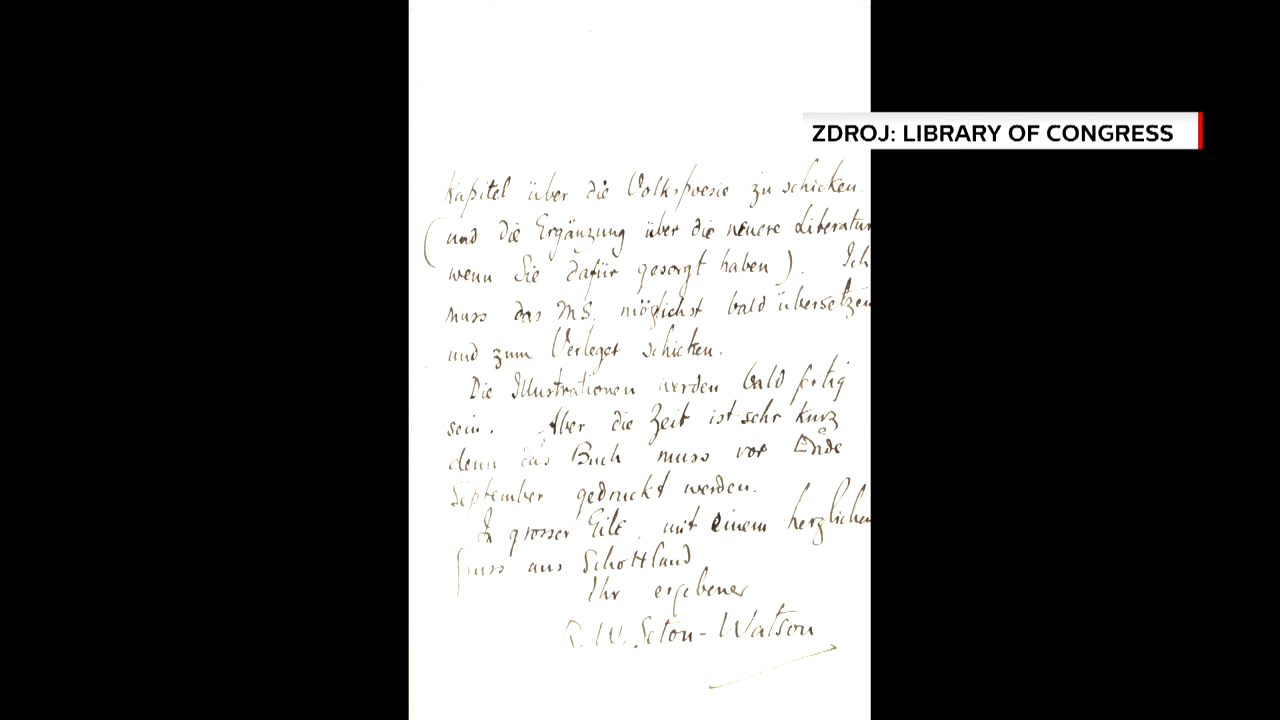 ZDROJ: LIBRARY OF CONGRESS
Kapitel über die Volkspoesie zu schicken.
(und die Ergänzung über die neuere Literatur
wenn Sie dafür gesorgt haben). Ich
muss das MS. möglichst bald übersetzen
und zum Verleger schicken.
Die Illustrationen werden bald fertig
sein. Aber die Zeit ist sehr kurz
denn das Buch muss vor Ende
September gedruckt werden.
In grosser Eile, mit einem herzlichen
Gruss aus Schottland
Ihr ergebener
R. W. Seton-Watson